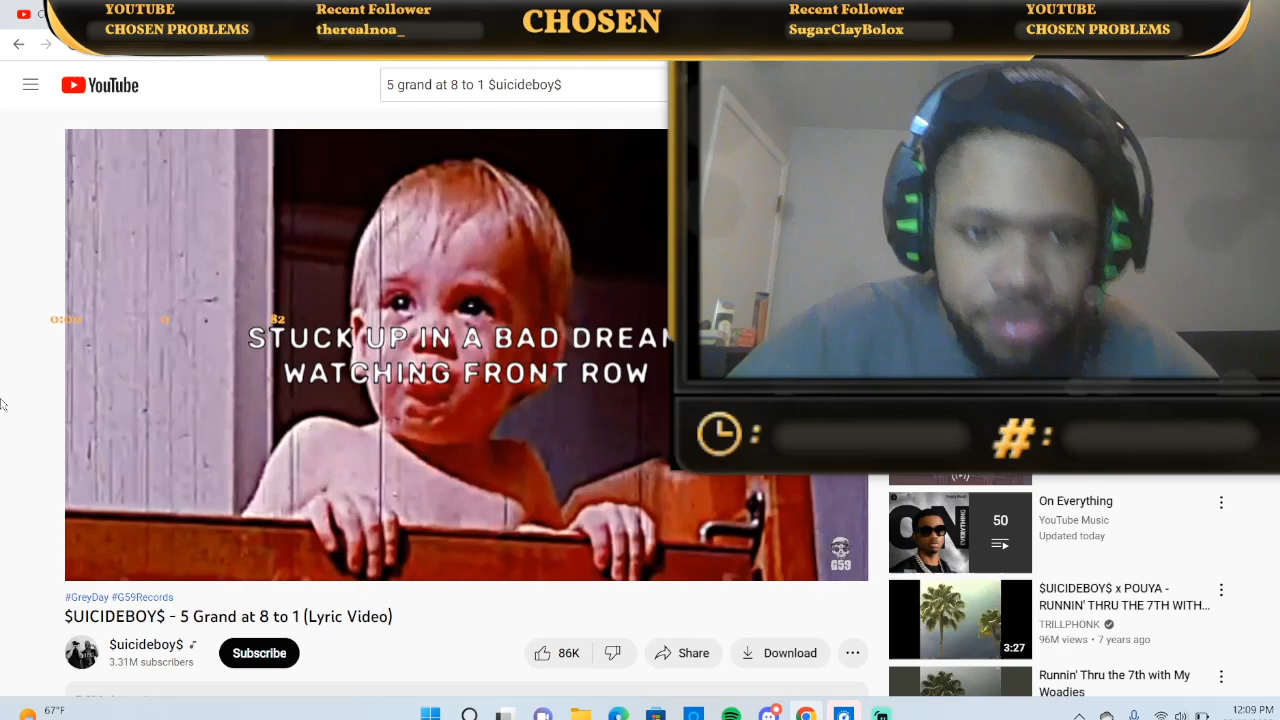 YOUTUBE
CHOSEN PROBLEMS
Recent Follower
therealnoa_
CHOSEN
Recent Follower
SugarClayBolox
YOUTUBE
CHOSEN PROBLEMS
YouTube
5 grand at 8 to 1 $uicideboy$
0
82
STUCK UP IN A BAD DREAM
WATCHING FRONT ROW
G59
#GreyDay #G59Records
$UICIDEBOY$ - 5 Grand at 8 to 1 (Lyric Video)
$uicideboy$
3.31M subscribers
Subscribe
86K
Share
Download
#:
50
On Everything
YouTube Music
Updated today
$UICIDEBOY$ x POUYA -
RUNNIN' THRU THE 7TH WITH...
TRILLPHONK
96M views • 7 years ago
3:27
Runnin' Thru the 7th with My
Woadies
67°F
12:09 PM